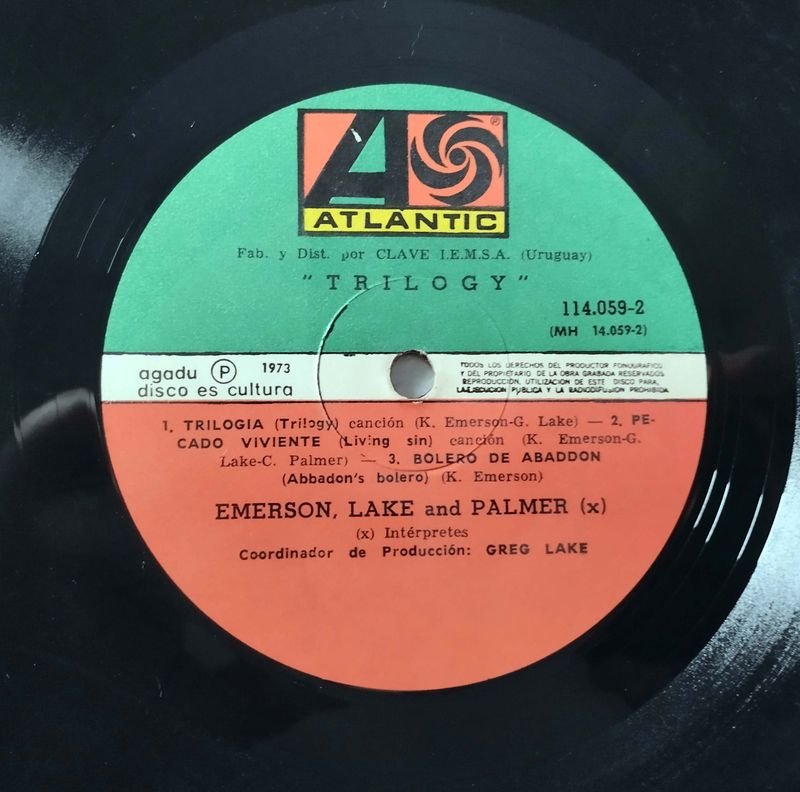 A
®
ATLANTIC
Fab. y Dist. por CLAVE I.E.M.S.A. (Uruguay)
"TRILOGY"
114.059-2
(MH 14.059-2)
agadu Ⓟ 1973
disco es cultura
TODOS LOS DERECHOS DEL PRODUCTOR FONOGRAFICO
Y DEL PROPIETARIO DE LA OBRA GRABADA RESERVADOS
REPRODUCCIÓN, UTILIZACIÓN DE ESTE DISCO PARA,
LA EJECUCION PUBLICA Y LA RADIODIFUSION PROHIBIDA
1. TRILOGIA (Trilogy) canción (K. Emerson-G. Lake) — 2. PE-
CADO VIVIENTE (Living sin) canción (K. Emerson-G.
Lake-C. Palmer) — 3. BOLERO DE ABADDON
(Abbadon's bolero) (K. Emerson)
EMERSON, LAKE and PALMER (x)
(x) Intérpretes
Coordinador de Producción: GREG LAKE